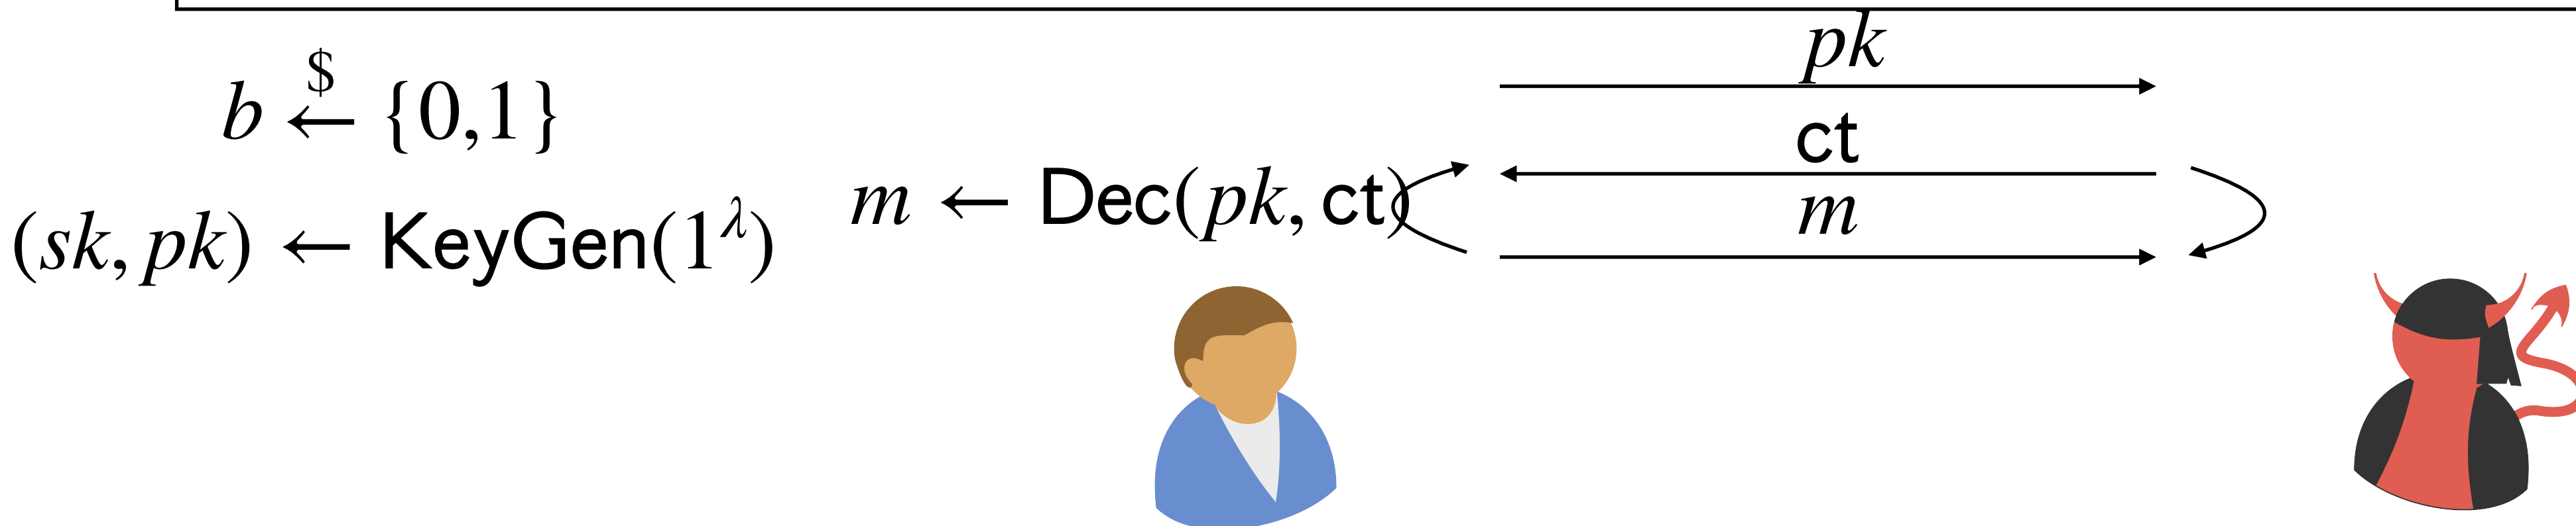 b $← {0,1}
(sk, pk) ← KeyGen(1^λ)
m ← Dec(pk, ct)
pk
ct
m